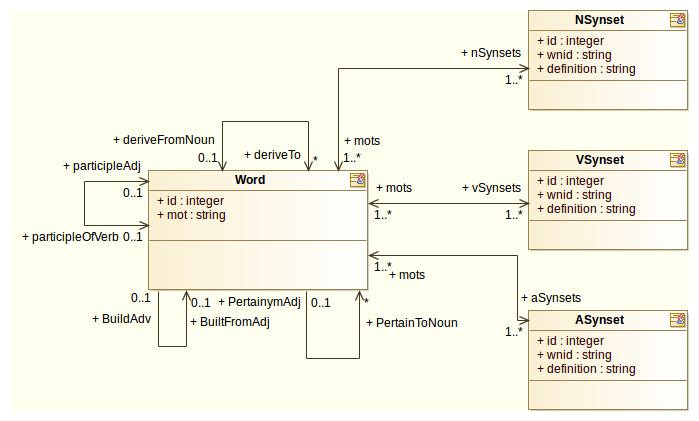 NSynset
+ id : integer
+ wnid : string
+ definition : string
+ nSynsets
1..*
+ deriveFromNoun
0..1
+ deriveTo
*
+ mots
1..*
+ participleAdj
0..1
+ participleOfVerb 0..1
Word
+ id : integer
+ mot : string
+ mots
1..*
+ vSynsets
1..*
VSynset
+ id : integer
+ wnid : string
+ definition : string
1..*
+ mots
+ aSynsets
1..*
ASynset
+ id : integer
+ wnid : string
+ definition : string
0..1
+ BuildAdv
0..1
+ BuiltFromAdj
+ PertainymAdj
0..1
*
+ PertainToNoun